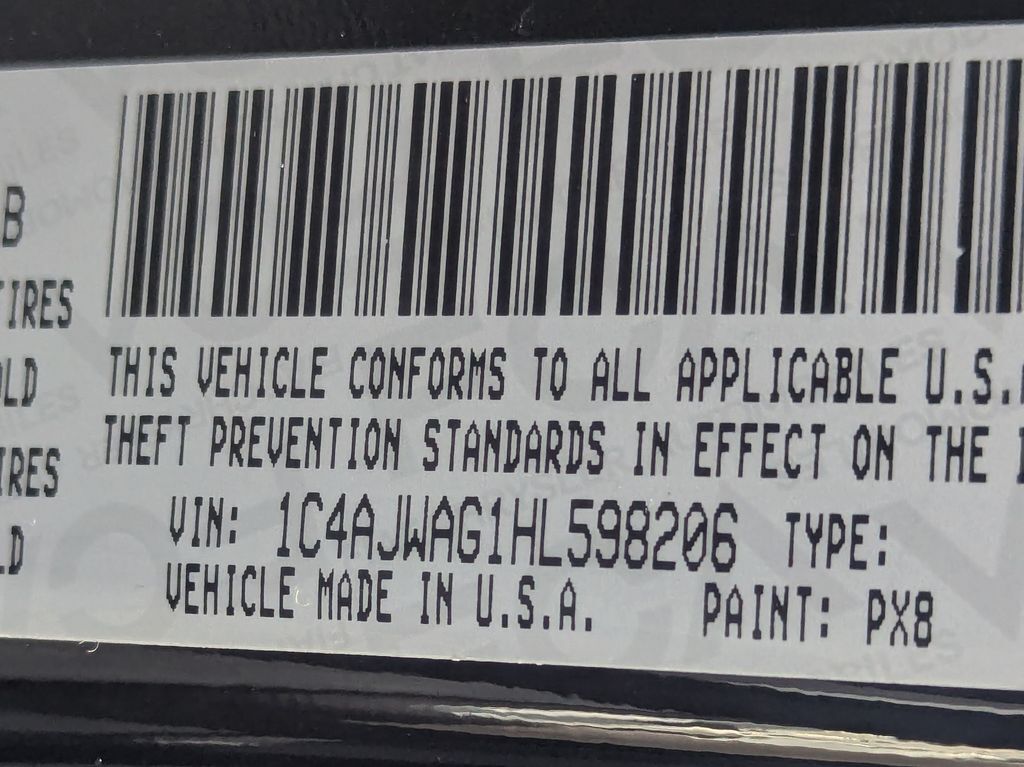 B
TIRES
OLD
THIS VEHICLE CONFORMS TO ALL APPLICABLE U.S.
TIRES
THEFT PREVENTION STANDARDS IN EFFECT ON THE
LD
VIN: 1C4AJWAG1HL598206 TYPE:
VEHICLE MADE IN U.S.A. PAINT: PX8